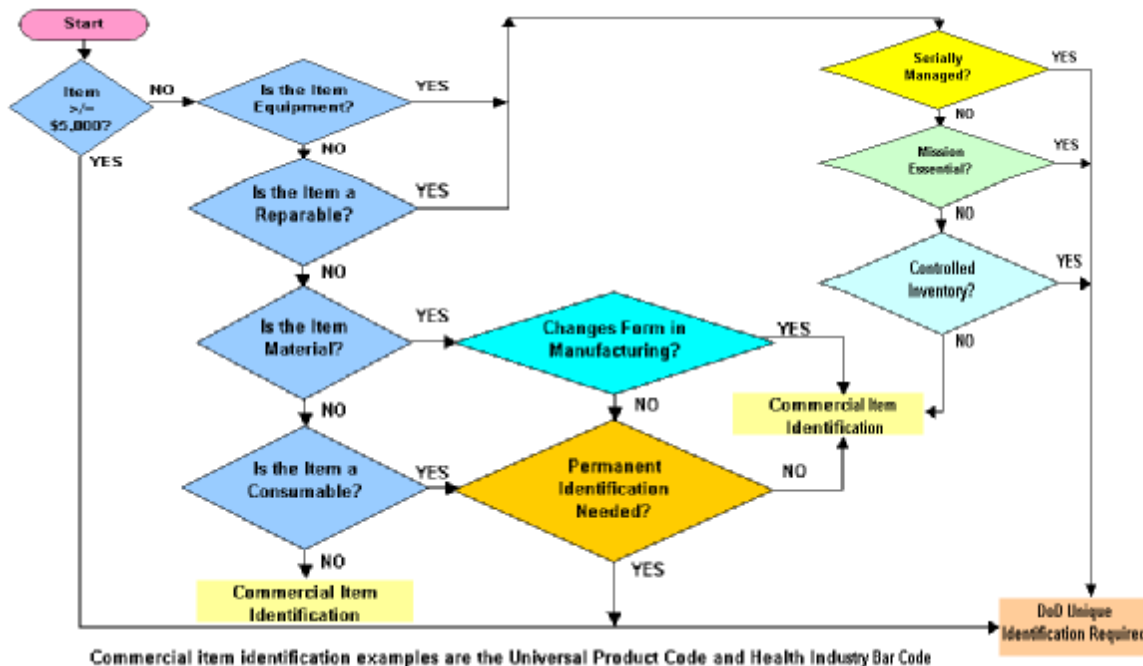 Start
Item
>/=
$5,000?
NO
YES
Is the Item
Equipment?
YES
NO
Is the Item a
Reparable?
YES
NO
Is the Item
Material?
YES
NO
Changes Form in
Manufacturing?
YES
NO
Is the Item a
Consumable?
YES
NO
Permanent
Identification
Needed?
NO
YES
Commercial Item
Identification
Serially
Managed?
YES
NO
Mission
Essential?
YES
NO
Controlled
Inventory?
YES
NO
Commercial Item
Identification
DoD Unique
Identification Required
Commercial item identification examples are the Universal Product Code and Health Industry Bar Code